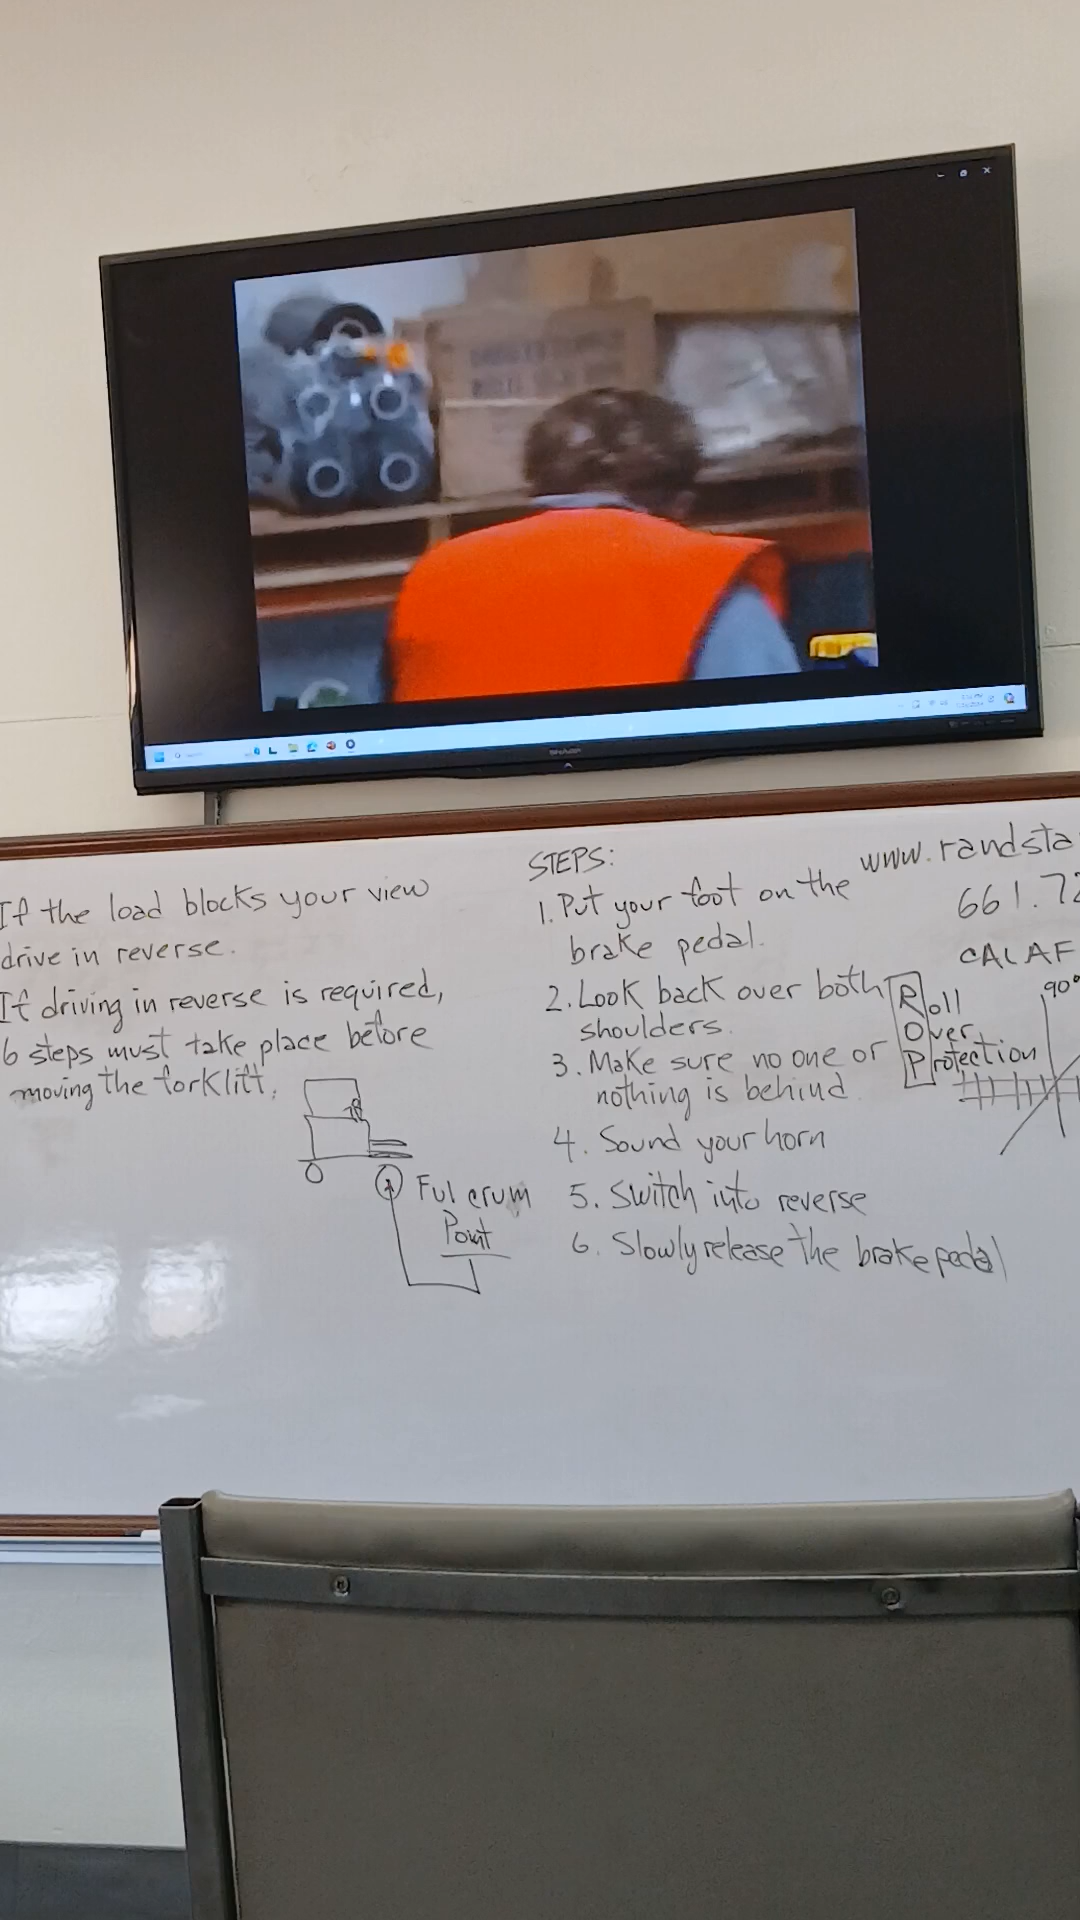 If the load blocks your view
drive in reverse.
If driving in reverse is required,
6 steps must take place before
moving the forklift.
Fulcrum
Point
STEPS:
1. Put your foot on the
brake pedal.
2. Look back over both
shoulders.
3. Make sure no one or
nothing is behind
4. Sound your horn
5. Switch into reverse
6. Slowly release the brake pedal
www.randsta
661.72
CALAF
Roll
Over
Protection
90°
SHARP